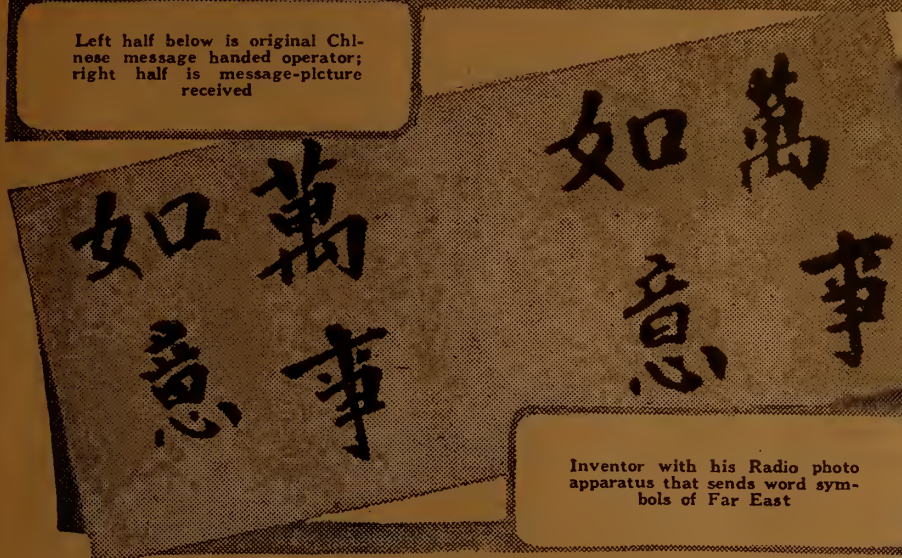 Left half below is original Chi-
nese message handed operator;
right half is message-picture
received
萬事
如意
萬事
如意
Inventor with his Radio photo
apparatus that sends word sym-
bols of Far East